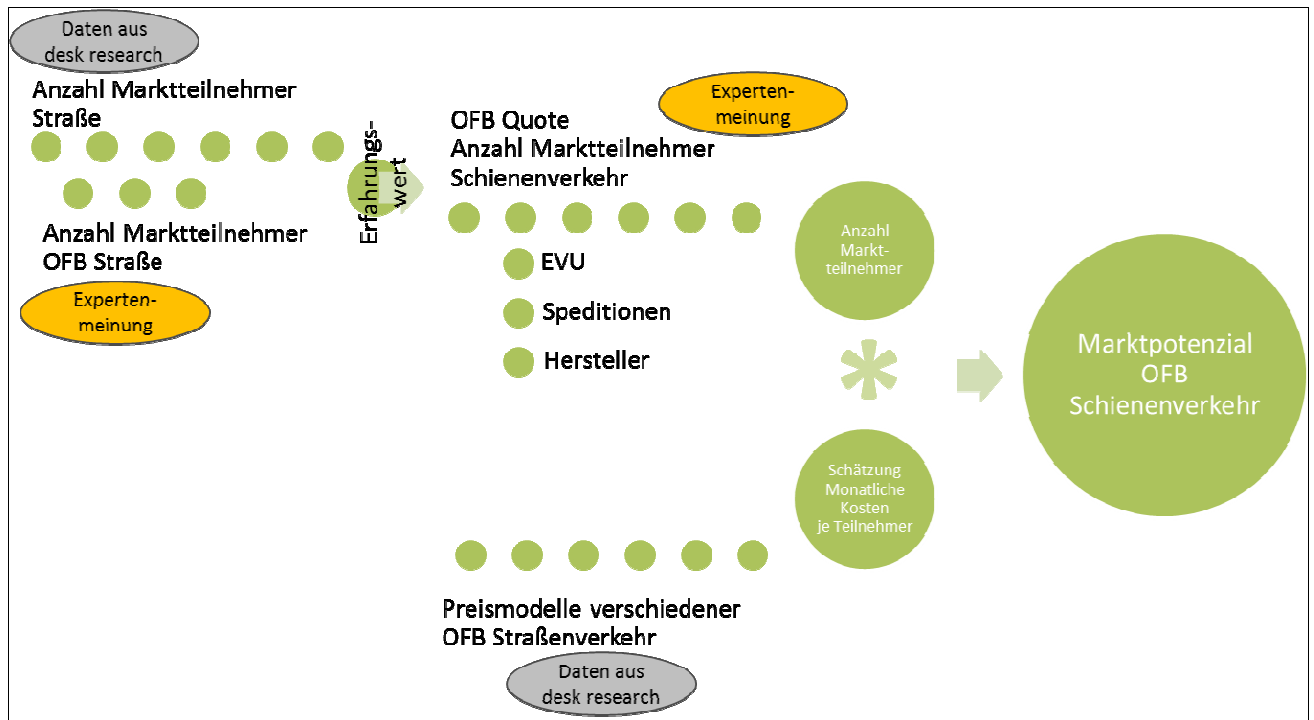 Daten aus
desk research
Anzahl Marktteilnehmer
Straße
Anzahl Marktteilnehmer
OFB Straße
Experten-
meinung
Erfahrungs-
wert
OFB Quote
Anzahl Marktteilnehmer
Schienenverkehr
Experten-
meinung
EVU
Speditionen
Hersteller
Anzahl
Markt-
teilnehmer
*
Schätzung
Monatliche
Kosten
je Teilnehmer
Marktpotenzial
OFB
Schienenverkehr
Preismodelle verschiedener
OFB Straßenverkehr
Daten aus
desk research